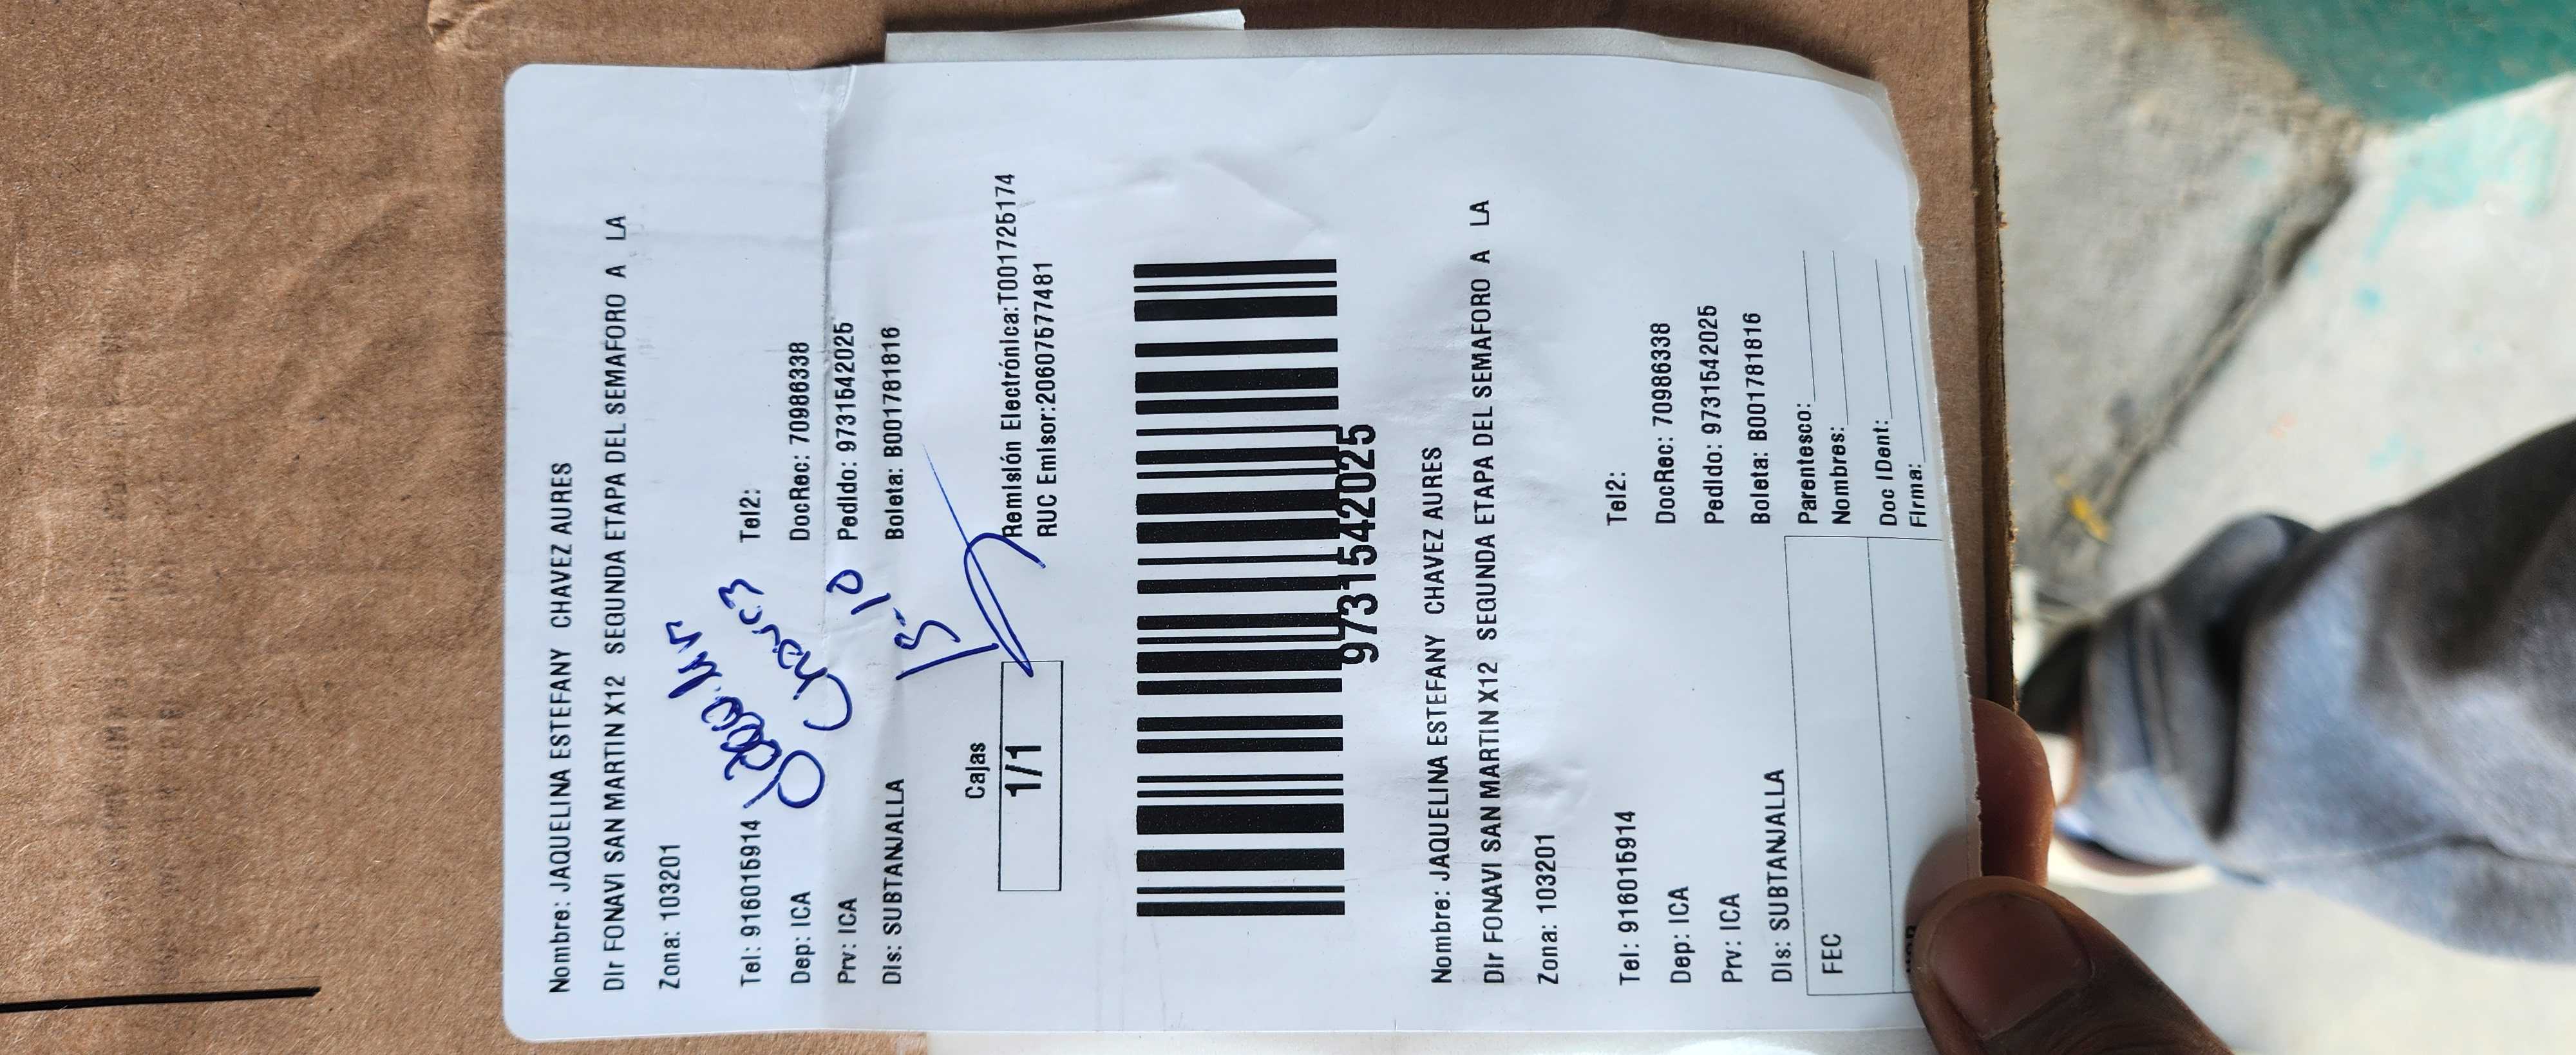 Nombre: JAQUELINA ESTEFANY CHAVEZ AURES
Dir FONAVI SAN MARTIN X12 SEGUNDA ETAPA DEL SEMAFORO A LA
Zona: 103201
Tel: 916015914 Tel2:
Dep: ICA DocRec: 70986338
Prv: ICA Pedido: 9731542025
Dis: SUBTANJALLA Boleta: B001781816
Chavez
15:10
Cajas
1/1
Remisión Electrónica:T001725174
RUC Emisor:20607577481
9731542025
Nombre: JAQUELINA ESTEFANY CHAVEZ AURES
Dir FONAVI SAN MARTIN X12 SEGUNDA ETAPA DEL SEMAFORO A LA
Zona: 103201
Tel: 916015914 Tel2:
Dep: ICA DocRec: 70986338
Prv: ICA Pedido: 9731542025
Dis: SUBTANJALLA Boleta: B001781816
FEC
Parentesco:
Nombres:
Doc IDent:
Firma: